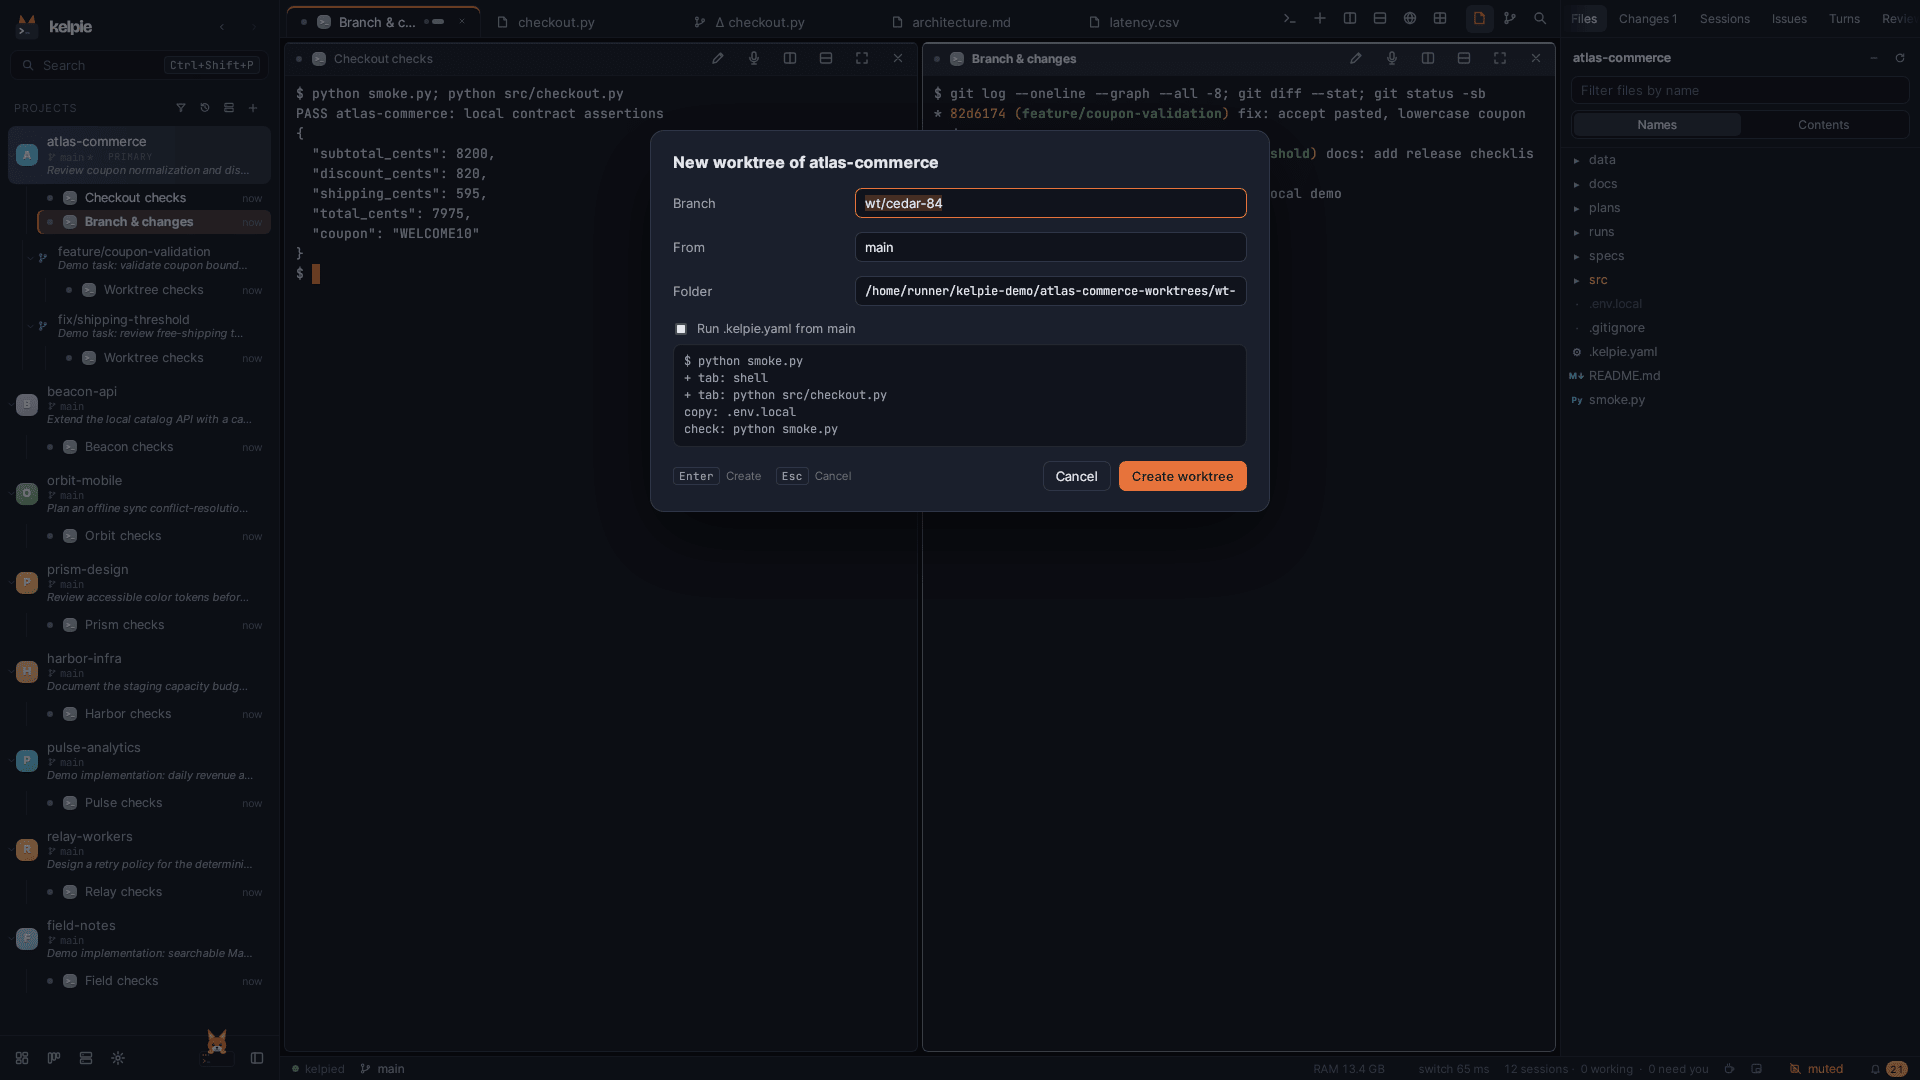 kelpie
Search Ctrl+Shift+P
PROJECTS
A atlas-commerce
main PRIMARY
Review coupon normalization and dis...
Checkout checks now
Branch & changes now
feature/coupon-validation
Demo task: validate coupon bound...
Worktree checks now
fix/shipping-threshold
Demo task: review free-shipping t...
Worktree checks now
B beacon-api
main
Extend the local catalog API with a ca...
Beacon checks now
O orbit-mobile
main
Plan an offline sync conflict-resolutio...
Orbit checks now
P prism-design
main
Review accessible color tokens befor...
Prism checks now
H harbor-infra
main
Document the staging capacity budg...
Harbor checks now
P pulse-analytics
main
Demo implementation: daily revenue a...
Pulse checks now
R relay-workers
main
Design a retry policy for the determini...
Relay checks now
F field-notes
main
Demo implementation: searchable Ma...
Field checks now
Branch & c... ×
checkout.py
Δ checkout.py
architecture.md
latency.csv
Checkout checks
$ python smoke.py; python src/checkout.py
PASS atlas-commerce: local contract assertions
{
"subtotal_cents": 8200,
"discount_cents": 820,
"shipping_cents": 595,
"total_cents": 7975,
"coupon": "WELCOME10"
}
$
Branch & changes
$ git log --oneline --graph --all -8; git diff --stat; git status -sb
* 82d6174 (feature/coupon-validation) fix: accept pasted, lowercase coupon
shold) docs: add release checklis
ocal demo
New worktree of atlas-commerce
Branch wt/cedar-84
From main
Folder /home/runner/kelpie-demo/atlas-commerce-worktrees/wt-
Run .kelpie.yaml from main
$ python smoke.py
+ tab: shell
+ tab: python src/checkout.py
copy: .env.local
check: python smoke.py
Enter Create Esc Cancel
Cancel
Create worktree
Files Changes 1 Sessions Issues Turns Revie
atlas-commerce
Filter files by name
Names Contents
data
docs
plans
runs
specs
src
.env.local
.gitignore
.kelpie.yaml
M↓ README.md
Py smoke.py
kelpied main
RAM 13.4 GB switch 65 ms 12 sessions · 0 working · 0 need you muted 21